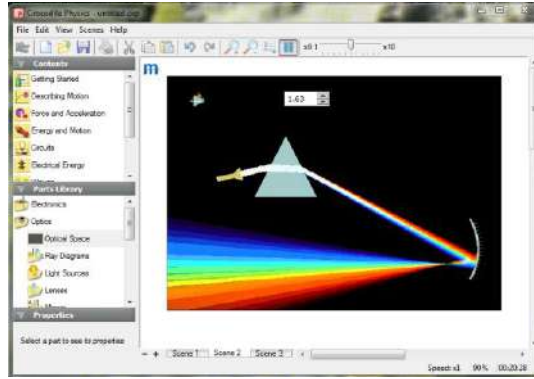 Crocodile Physics - untitled.cxp
File Edit View Scenes Help
x0.1
x10
Contents
Getting Started
Describing Motion
Force and Acceleration
Energy and Motion
Circuits
Electrical Energy
Parts Library
Electronics
Optics
Optical Space
Ray Diagrams
Light Sources
Lenses
Properties
Select a part to see its properties
m
1.63
Scene 1 Scene 2 Scene 3
Speed: x1 90% 00:20:28